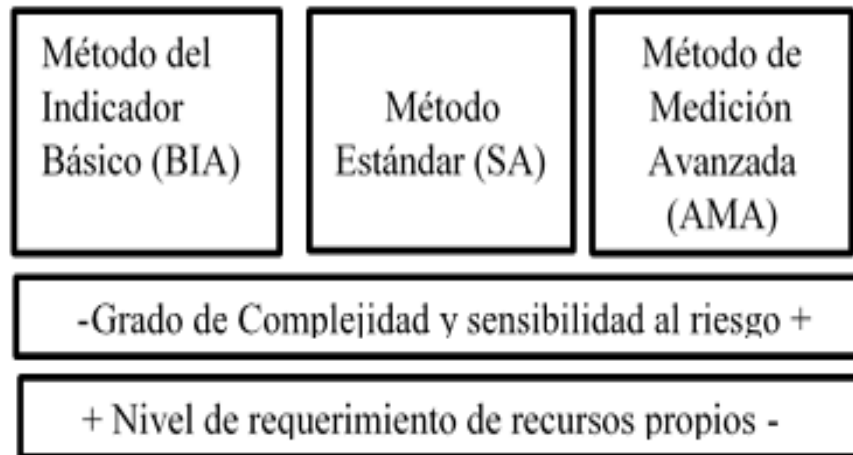 Método del
Indicador
Básico (BIA)
Método
Estándar (SA)
Método de
Medición
Avanzada
(AMA)
-Grado de Complejidad y sensibilidad al riesgo +
+ Nivel de requerimiento de recursos propios -